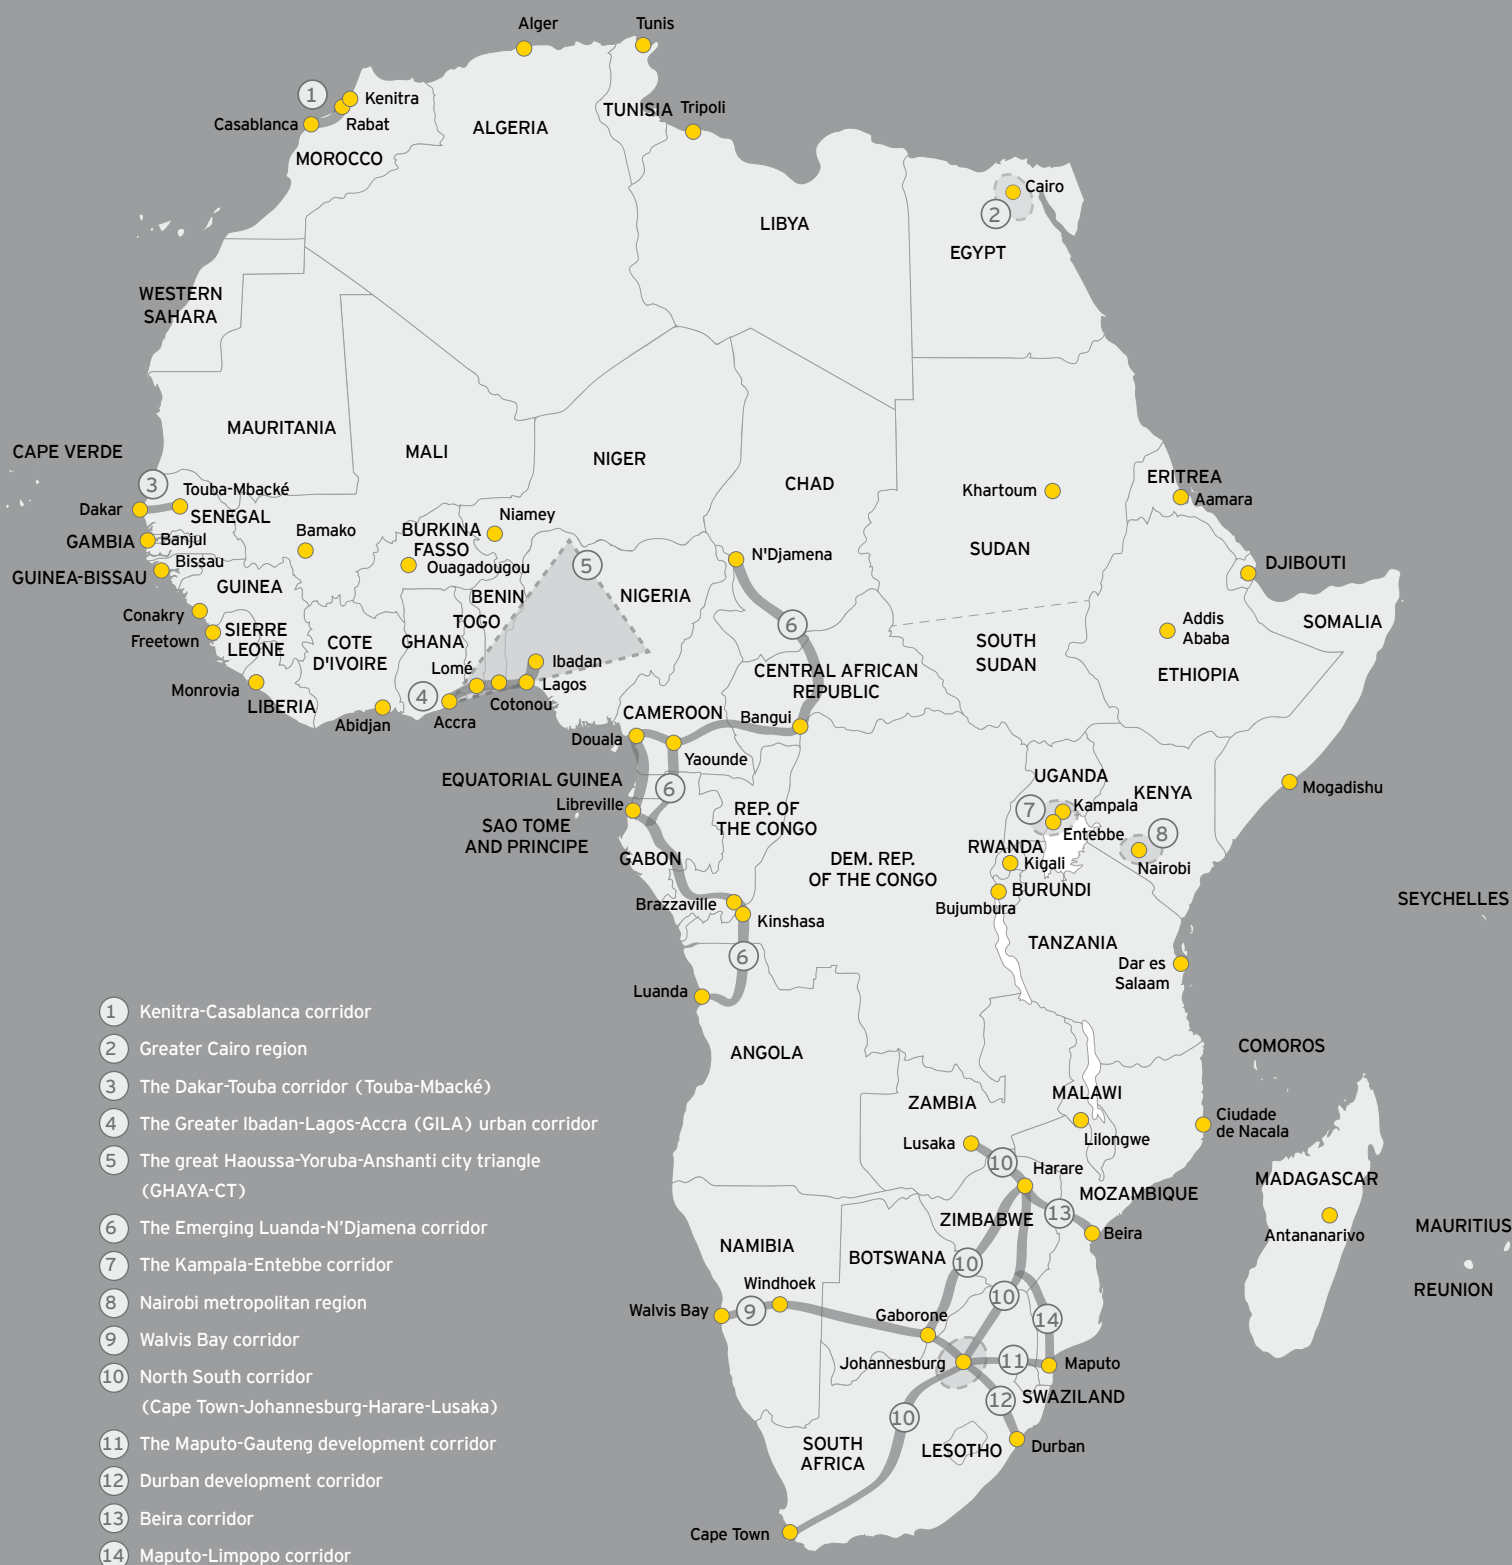 Alger
Tunis
1
Kenitra
Casablanca
Rabat
MOROCCO
ALGERIA
TUNISIA
Tripoli
LIBYA
Cairo
2
EGYPT
WESTERN
SAHARA
MAURITANIA
MALI
NIGER
CHAD
CAPE VERDE
3
Touba-Mbacké
Dakar
SENEGAL
GAMBIA
Banjul
Bissau
GUINEA-BISSAU
Bamako
BURKINA
FASSO
Niamey
Ouagadougou
5
N'Djamena
Khartoum
ERITREA
Aamara
SUDAN
DJIBOUTI
GUINEA
BENIN
NIGERIA
Conakry
Freetown
SIERRE
LEONE
TOGO
6
COTE
D'IVOIRE
GHANA
SOUTH
SUDAN
Addis
Ababa
SOMALIA
ETHIOPIA
Lomé
Ibadan
Lagos
Monrovia
LIBERIA
4
Cotonou
Abidjan
Accra
CENTRAL AFRICAN
REPUBLIC
CAMEROON
Bangui
Douala
Yaounde
EQUATORIAL GUINEA
6
Libreville
SAO TOME
AND PRINCIPE
REP. OF
THE CONGO
UGANDA
KENYA
Mogadishu
7
Kampala
Entebbe
8
RWANDA
Kigali
Nairobi
GABON
DEM. REP.
OF THE CONGO
BURUNDI
Bujumbura
Brazzaville
Kinshasa
SEYCHELLES
TANZANIA
6
Dar es
Salaam
Luanda
ANGOLA
COMOROS
ZAMBIA
MALAWI
Ciudade
de Nacala
Lusaka
Lilongwe
10
Harare
MOZAMBIQUE
MADAGASCAR
13
ZIMBABWE
Beira
Antananarivo
MAURITIUS
NAMIBIA
BOTSWANA
10
REUNION
Windhoek
10
Walvis Bay
9
Gaborone
14
Johannesburg
11
Maputo
12
SWAZILAND
10
SOUTH
AFRICA
LESOTHO
Durban
Cape Town
1 Kenitra-Casablanca corridor
2 Greater Cairo region
3 The Dakar-Touba corridor (Touba-Mbacké)
4 The Greater Ibadan-Lagos-Accra (GILA) urban corridor
5 The great Haoussa-Yoruba-Anshanti city triangle
(GHAYA-CT)
6 The Emerging Luanda-N'Djamena corridor
7 The Kampala-Entebbe corridor
8 Nairobi metropolitan region
9 Walvis Bay corridor
10 North South corridor
(Cape Town-Johannesburg-Harare-Lusaka)
11 The Maputo-Gauteng development corridor
12 Durban development corridor
13 Beira corridor
14 Maputo-Limpopo corridor